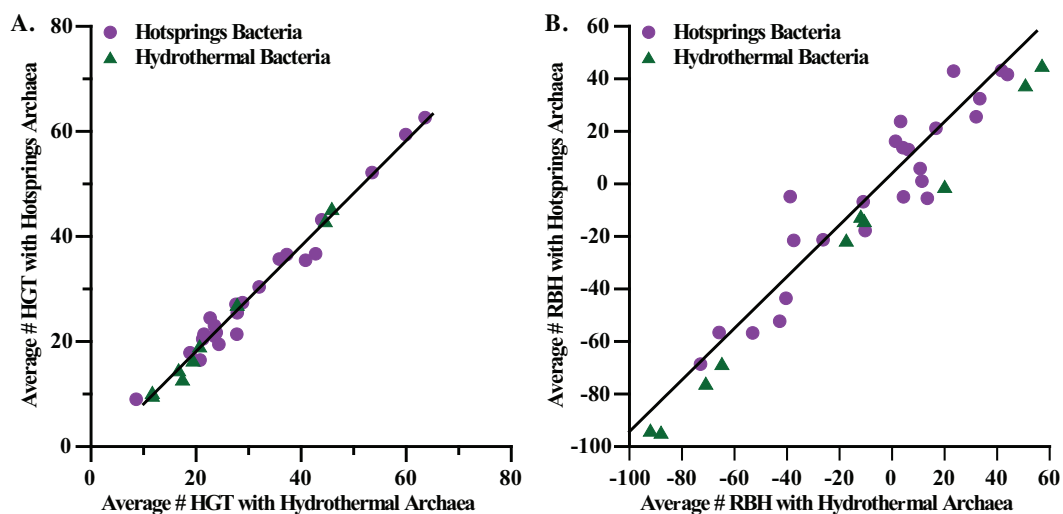 A.
80
60
40
20
0
0 20 40 60 80
Average # HGT with Hotsprings Archaea
Average # HGT with Hydrothermal Archaea
Hotsprings Bacteria
Hydrothermal Bacteria
B.
60
40
20
0
-20
-40
-60
-80
-100
-100 -80 -60 -40 -20 0 20 40 60
Average # RBH with Hotsprings Archaea
Average # RBH with Hydrothermal Archaea
Hotsprings Bacteria
Hydrothermal Bacteria